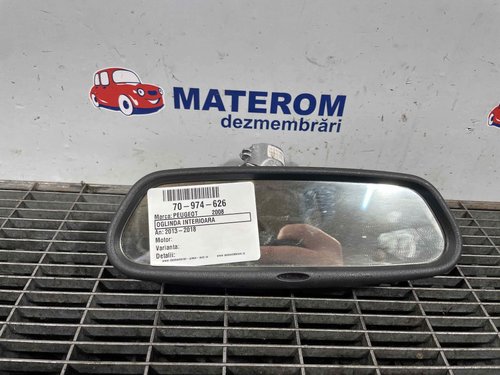 MATEROM
dezmembrări
70-974-626
Marca: PEUGEOT 2008
OGLINDA INTERIOARA
An: 2013-2018
Motor:
Varianta:
Detalii: